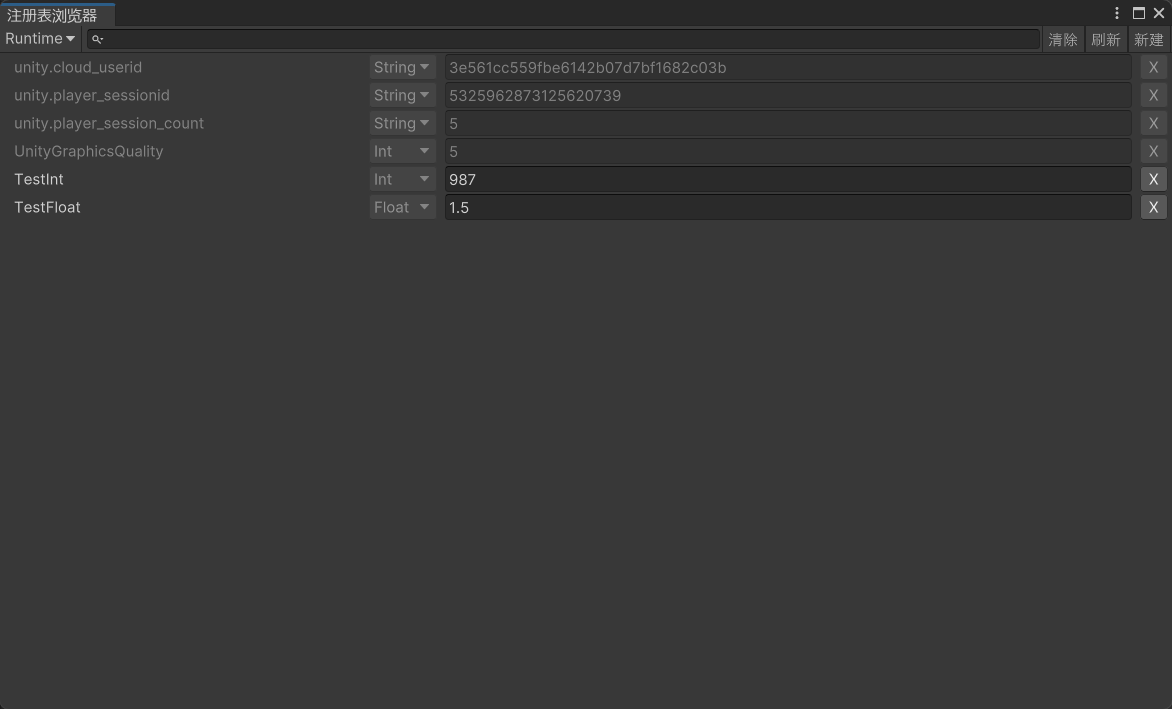 注册表浏览器
Runtime 清除 刷新 新建
unity.cloud_userid String 3e561cc559fbe6142b07d7bf1682c03b X
unity.player_sessionid String 5325962873125620739 X
unity.player_session_count String 5 X
UnityGraphicsQuality Int 5 X
TestInt Int 987 X
TestFloat Float 1.5 X